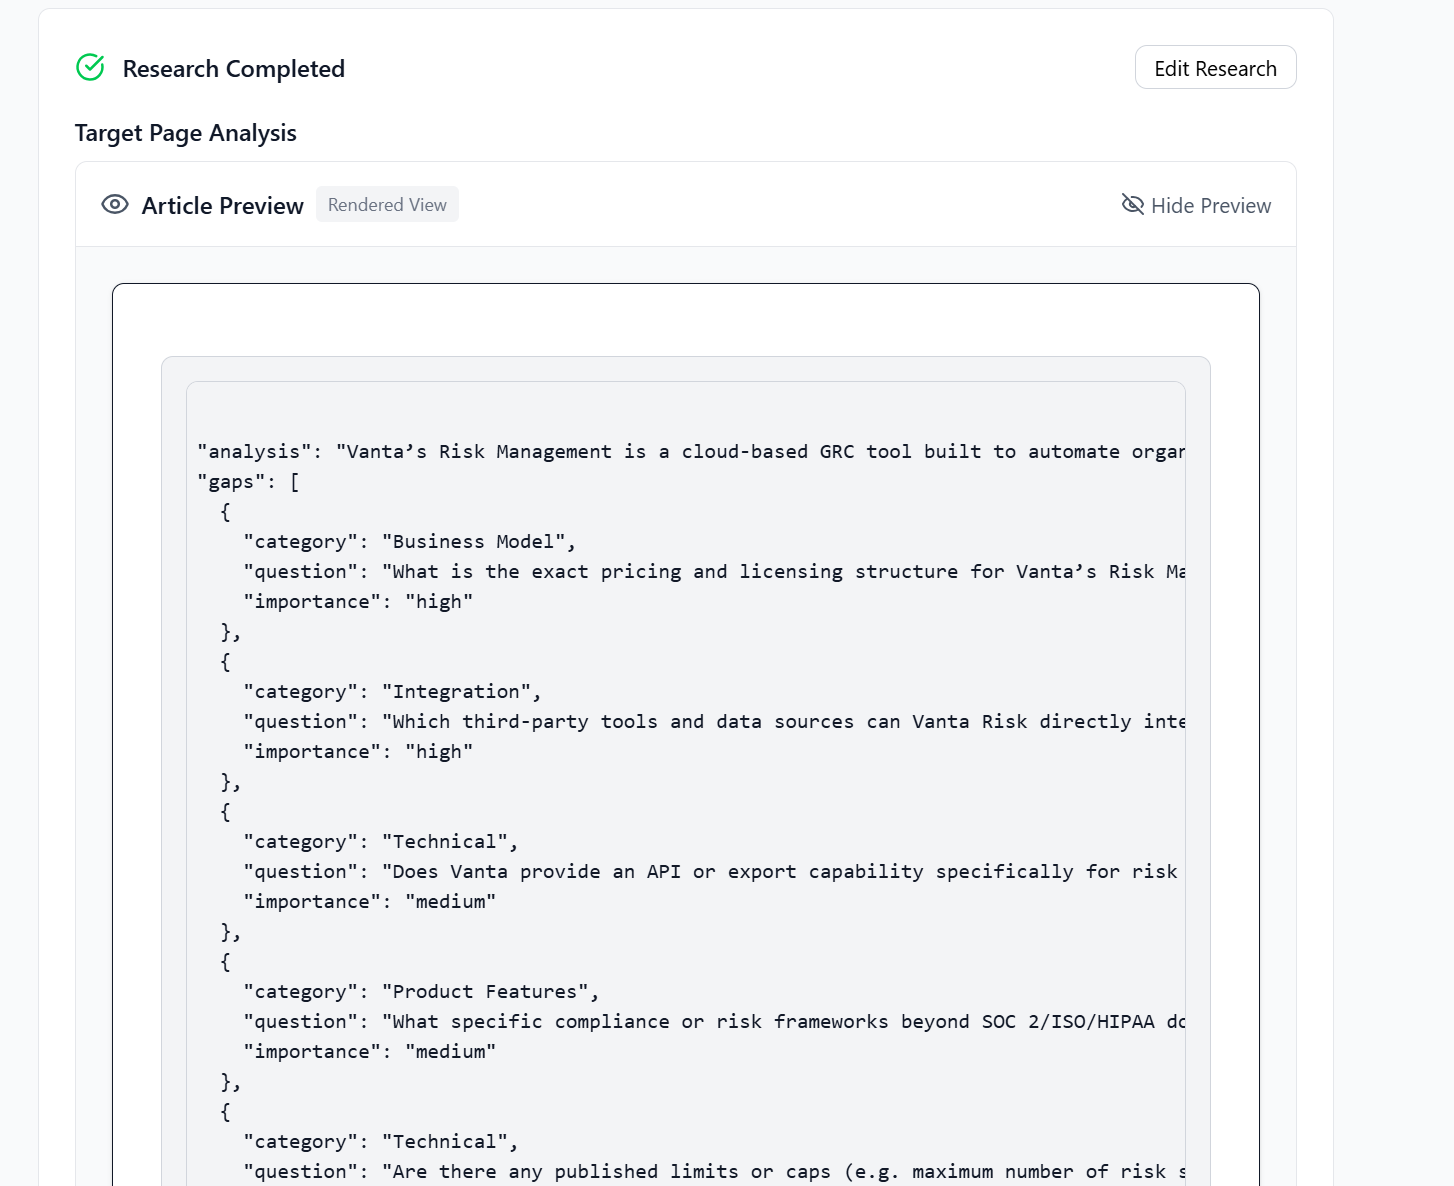 Research Completed
Edit Research
Target Page Analysis
Article Preview
Rendered View
Hide Preview
"analysis": "Vanta’s Risk Management is a cloud-based GRC tool built to automate organ
"gaps": [
  {
    "category": "Business Model",
    "question": "What is the exact pricing and licensing structure for Vanta’s Risk Ma
    "importance": "high"
  },
  {
    "category": "Integration",
    "question": "Which third-party tools and data sources can Vanta Risk directly inte
    "importance": "high"
  },
  {
    "category": "Technical",
    "question": "Does Vanta provide an API or export capability specifically for risk
    "importance": "medium"
  },
  {
    "category": "Product Features",
    "question": "What specific compliance or risk frameworks beyond SOC 2/ISO/HIPAA do
    "importance": "medium"
  },
  {
    "category": "Technical",
    "question": "Are there any published limits or caps (e.g. maximum number of risk s